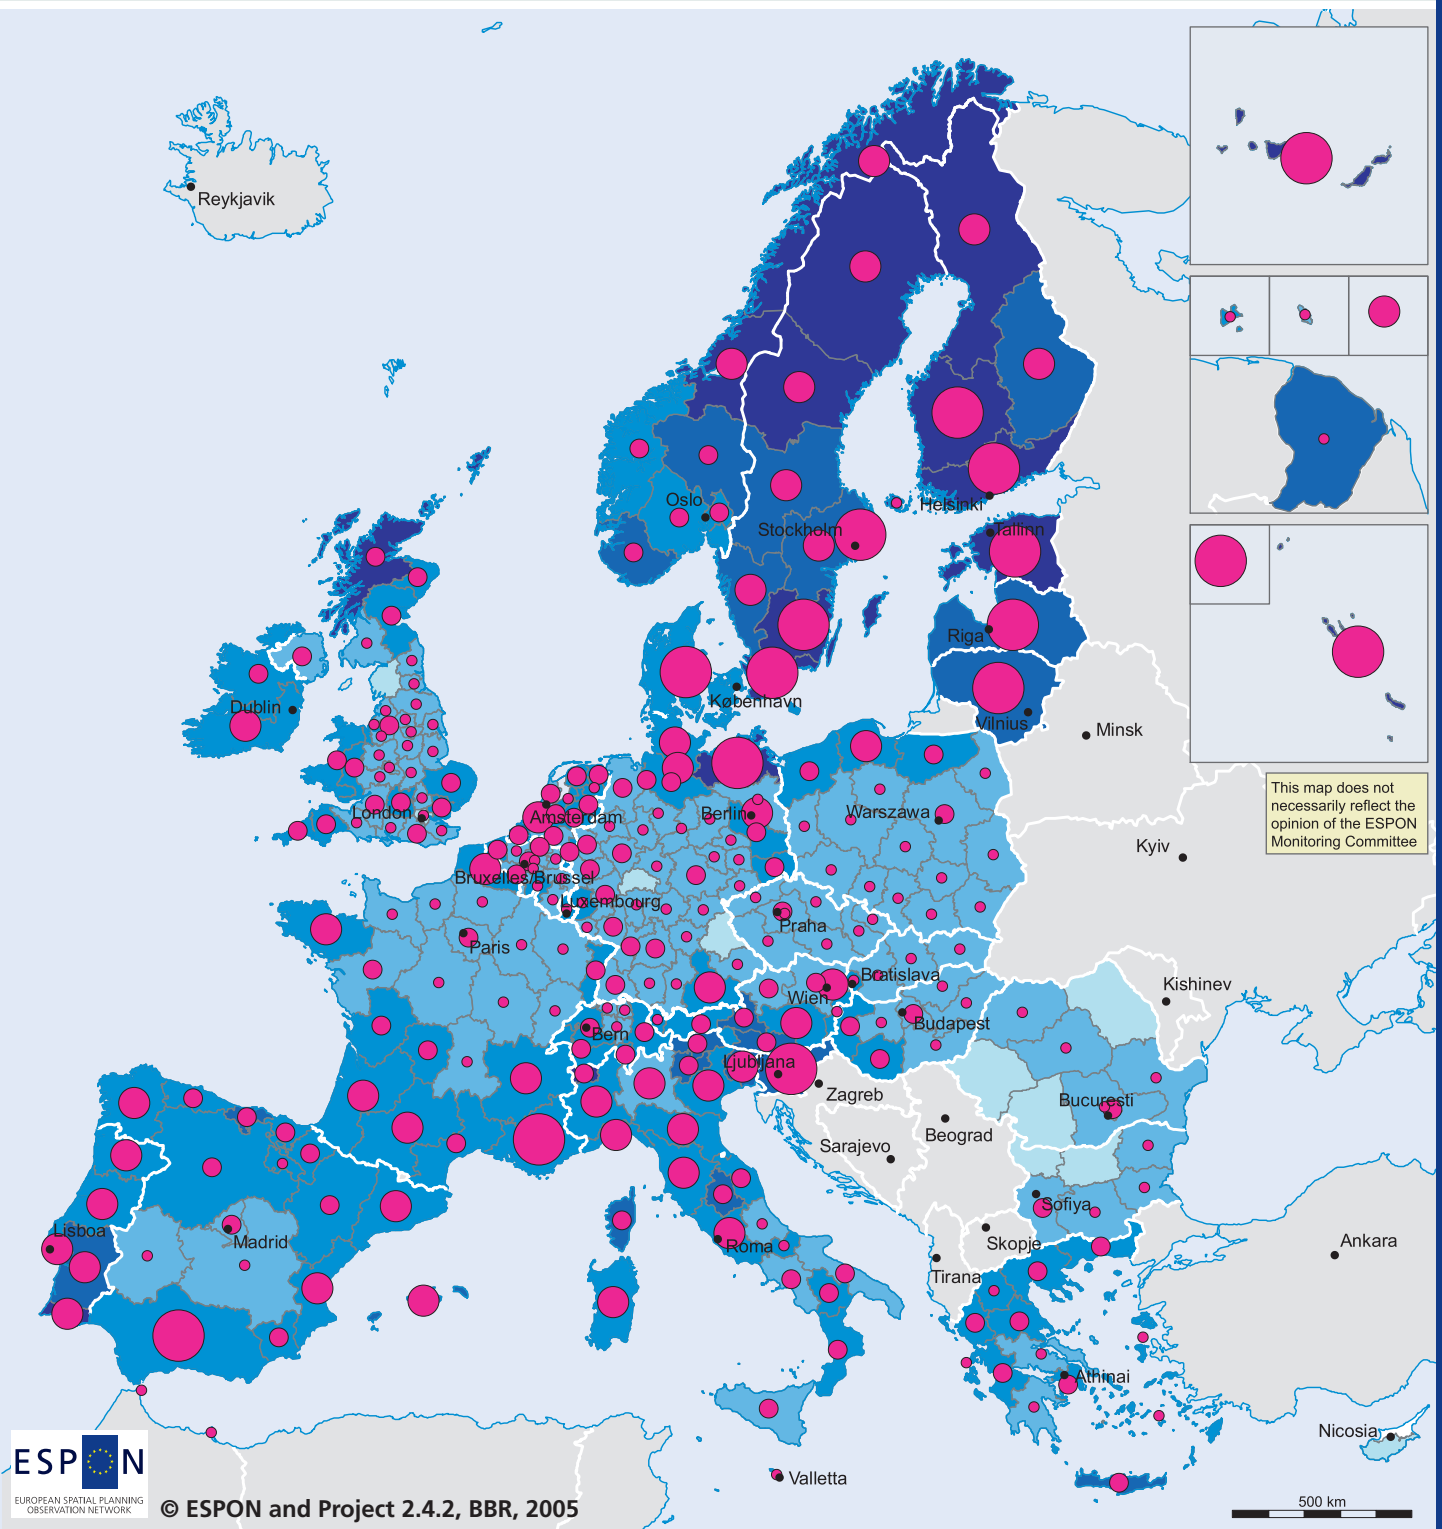 Reykjavik
Oslo
Helsinki
Stockholm
Tallinn
Riga
Dublin
København
Vilnius
Minsk
This map does not
necessarily reflect the
opinion of the ESPON
Monitoring Committee
London
Amsterdam
Berlin
Warszawa
Kyiv
Bruxelles/Brussel
Luxembourg
Praha
Paris
Bratislava
Wien
Kishinev
Bern
Budapest
Ljubljana
Zagreb
Bucuresti
Beograd
Sarajevo
Sofiya
Lisboa
Madrid
Roma
Skopje
Ankara
Tirana
Athinai
Nicosia
Valletta
ESPON
EUROPEAN SPATIAL PLANNING
OBSERVATION NETWORK
© ESPON and Project 2.4.2, BBR, 2005
500 km